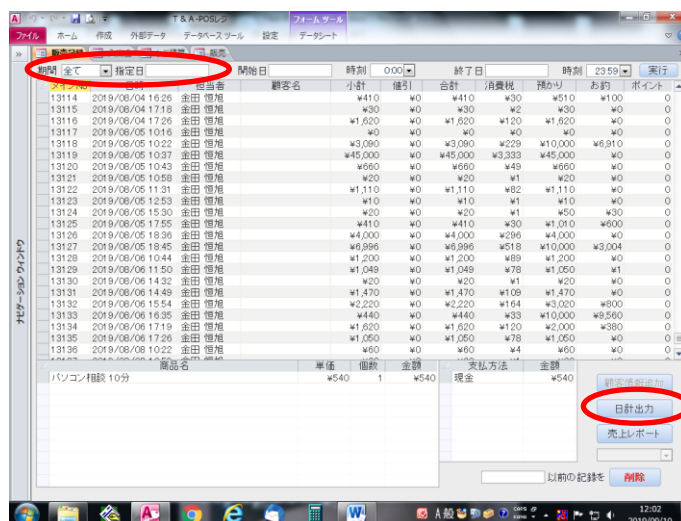 T & A-POSレジ フォーム ツール
ファイル ホーム 作成 外部データ データベース ツール 設定 データシート
販売
期間 全て 指定日 開始日 時刻 0:00 終了日 時刻 23:59 実行
担当者 顧客名 小計 値引 合計 消費税 預かり お釣 ポイント
13114 2019/08/04 16:26 金田 恒旭 ¥410 ¥0 ¥410 ¥30 ¥510 ¥100 0
13115 2019/08/04 17:18 金田 恒旭 ¥30 ¥0 ¥30 ¥2 ¥30 ¥0 0
13116 2019/08/04 17:26 金田 恒旭 ¥1,620 ¥0 ¥1,620 ¥120 ¥1,620 ¥0 0
13117 2019/08/05 10:16 金田 恒旭 ¥0 ¥0 ¥0 ¥0 ¥0 ¥0 0
13118 2019/08/05 10:22 金田 恒旭 ¥3,090 ¥0 ¥3,090 ¥229 ¥10,000 ¥6,910 0
13119 2019/08/05 10:37 金田 恒旭 ¥45,000 ¥0 ¥45,000 ¥3,333 ¥45,000 ¥0 0
13120 2019/08/05 10:43 金田 恒旭 ¥660 ¥0 ¥660 ¥49 ¥660 ¥0 0
13121 2019/08/05 10:58 金田 恒旭 ¥20 ¥0 ¥20 ¥1 ¥20 ¥0 0
13122 2019/08/05 11:31 金田 恒旭 ¥1,110 ¥0 ¥1,110 ¥82 ¥1,110 ¥0 0
13123 2019/08/05 12:53 金田 恒旭 ¥10 ¥0 ¥10 ¥1 ¥10 ¥0 0
13124 2019/08/05 15:30 金田 恒旭 ¥20 ¥0 ¥20 ¥1 ¥50 ¥30 0
13125 2019/08/05 17:55 金田 恒旭 ¥410 ¥0 ¥410 ¥30 ¥1,010 ¥600 0
13126 2019/08/05 18:36 金田 恒旭 ¥4,000 ¥0 ¥4,000 ¥296 ¥4,000 ¥0 0
13127 2019/08/05 18:45 金田 恒旭 ¥6,996 ¥0 ¥6,996 ¥518 ¥10,000 ¥3,004 0
13128 2019/08/06 10:44 金田 恒旭 ¥1,200 ¥0 ¥1,200 ¥89 ¥1,200 ¥0 0
13129 2019/08/06 11:50 金田 恒旭 ¥1,049 ¥0 ¥1,049 ¥78 ¥1,050 ¥1 0
13130 2019/08/06 14:32 金田 恒旭 ¥20 ¥0 ¥20 ¥1 ¥20 ¥0 0
13131 2019/08/06 14:49 金田 恒旭 ¥1,470 ¥0 ¥1,470 ¥109 ¥1,470 ¥0 0
13132 2019/08/06 15:54 金田 恒旭 ¥2,220 ¥0 ¥2,220 ¥164 ¥3,020 ¥800 0
13133 2019/08/06 16:35 金田 恒旭 ¥440 ¥0 ¥440 ¥33 ¥10,000 ¥9,560 0
13134 2019/08/06 17:19 金田 恒旭 ¥1,620 ¥0 ¥1,620 ¥120 ¥2,000 ¥380 0
13135 2019/08/06 17:26 金田 恒旭 ¥1,050 ¥0 ¥1,050 ¥78 ¥1,050 ¥0 0
13136 2019/08/08 10:22 金田 恒旭 ¥60 ¥0 ¥60 ¥4 ¥60 ¥0 0
ナビゲーション ウィンドウ
商品名 単価 個数 金額 支払方法 金額
パソコン相談 10分 ¥540 1 ¥540 現金 ¥540
顧客情報追加
日計出力
売上レポート
以前の記録を 削除
A 般 12:02
2019/09/10